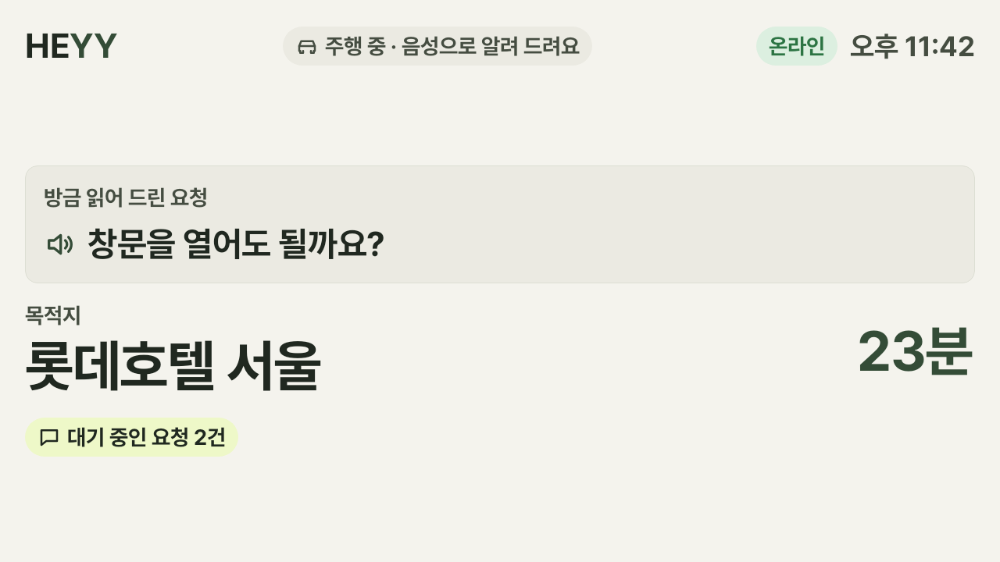 HEYY
주행 중 · 음성으로 알려 드려요
온라인
오후 11:42
방금 읽어 드린 요청
창문을 열어도 될까요?
목적지
롯데호텔 서울
23분
대기 중인 요청 2건